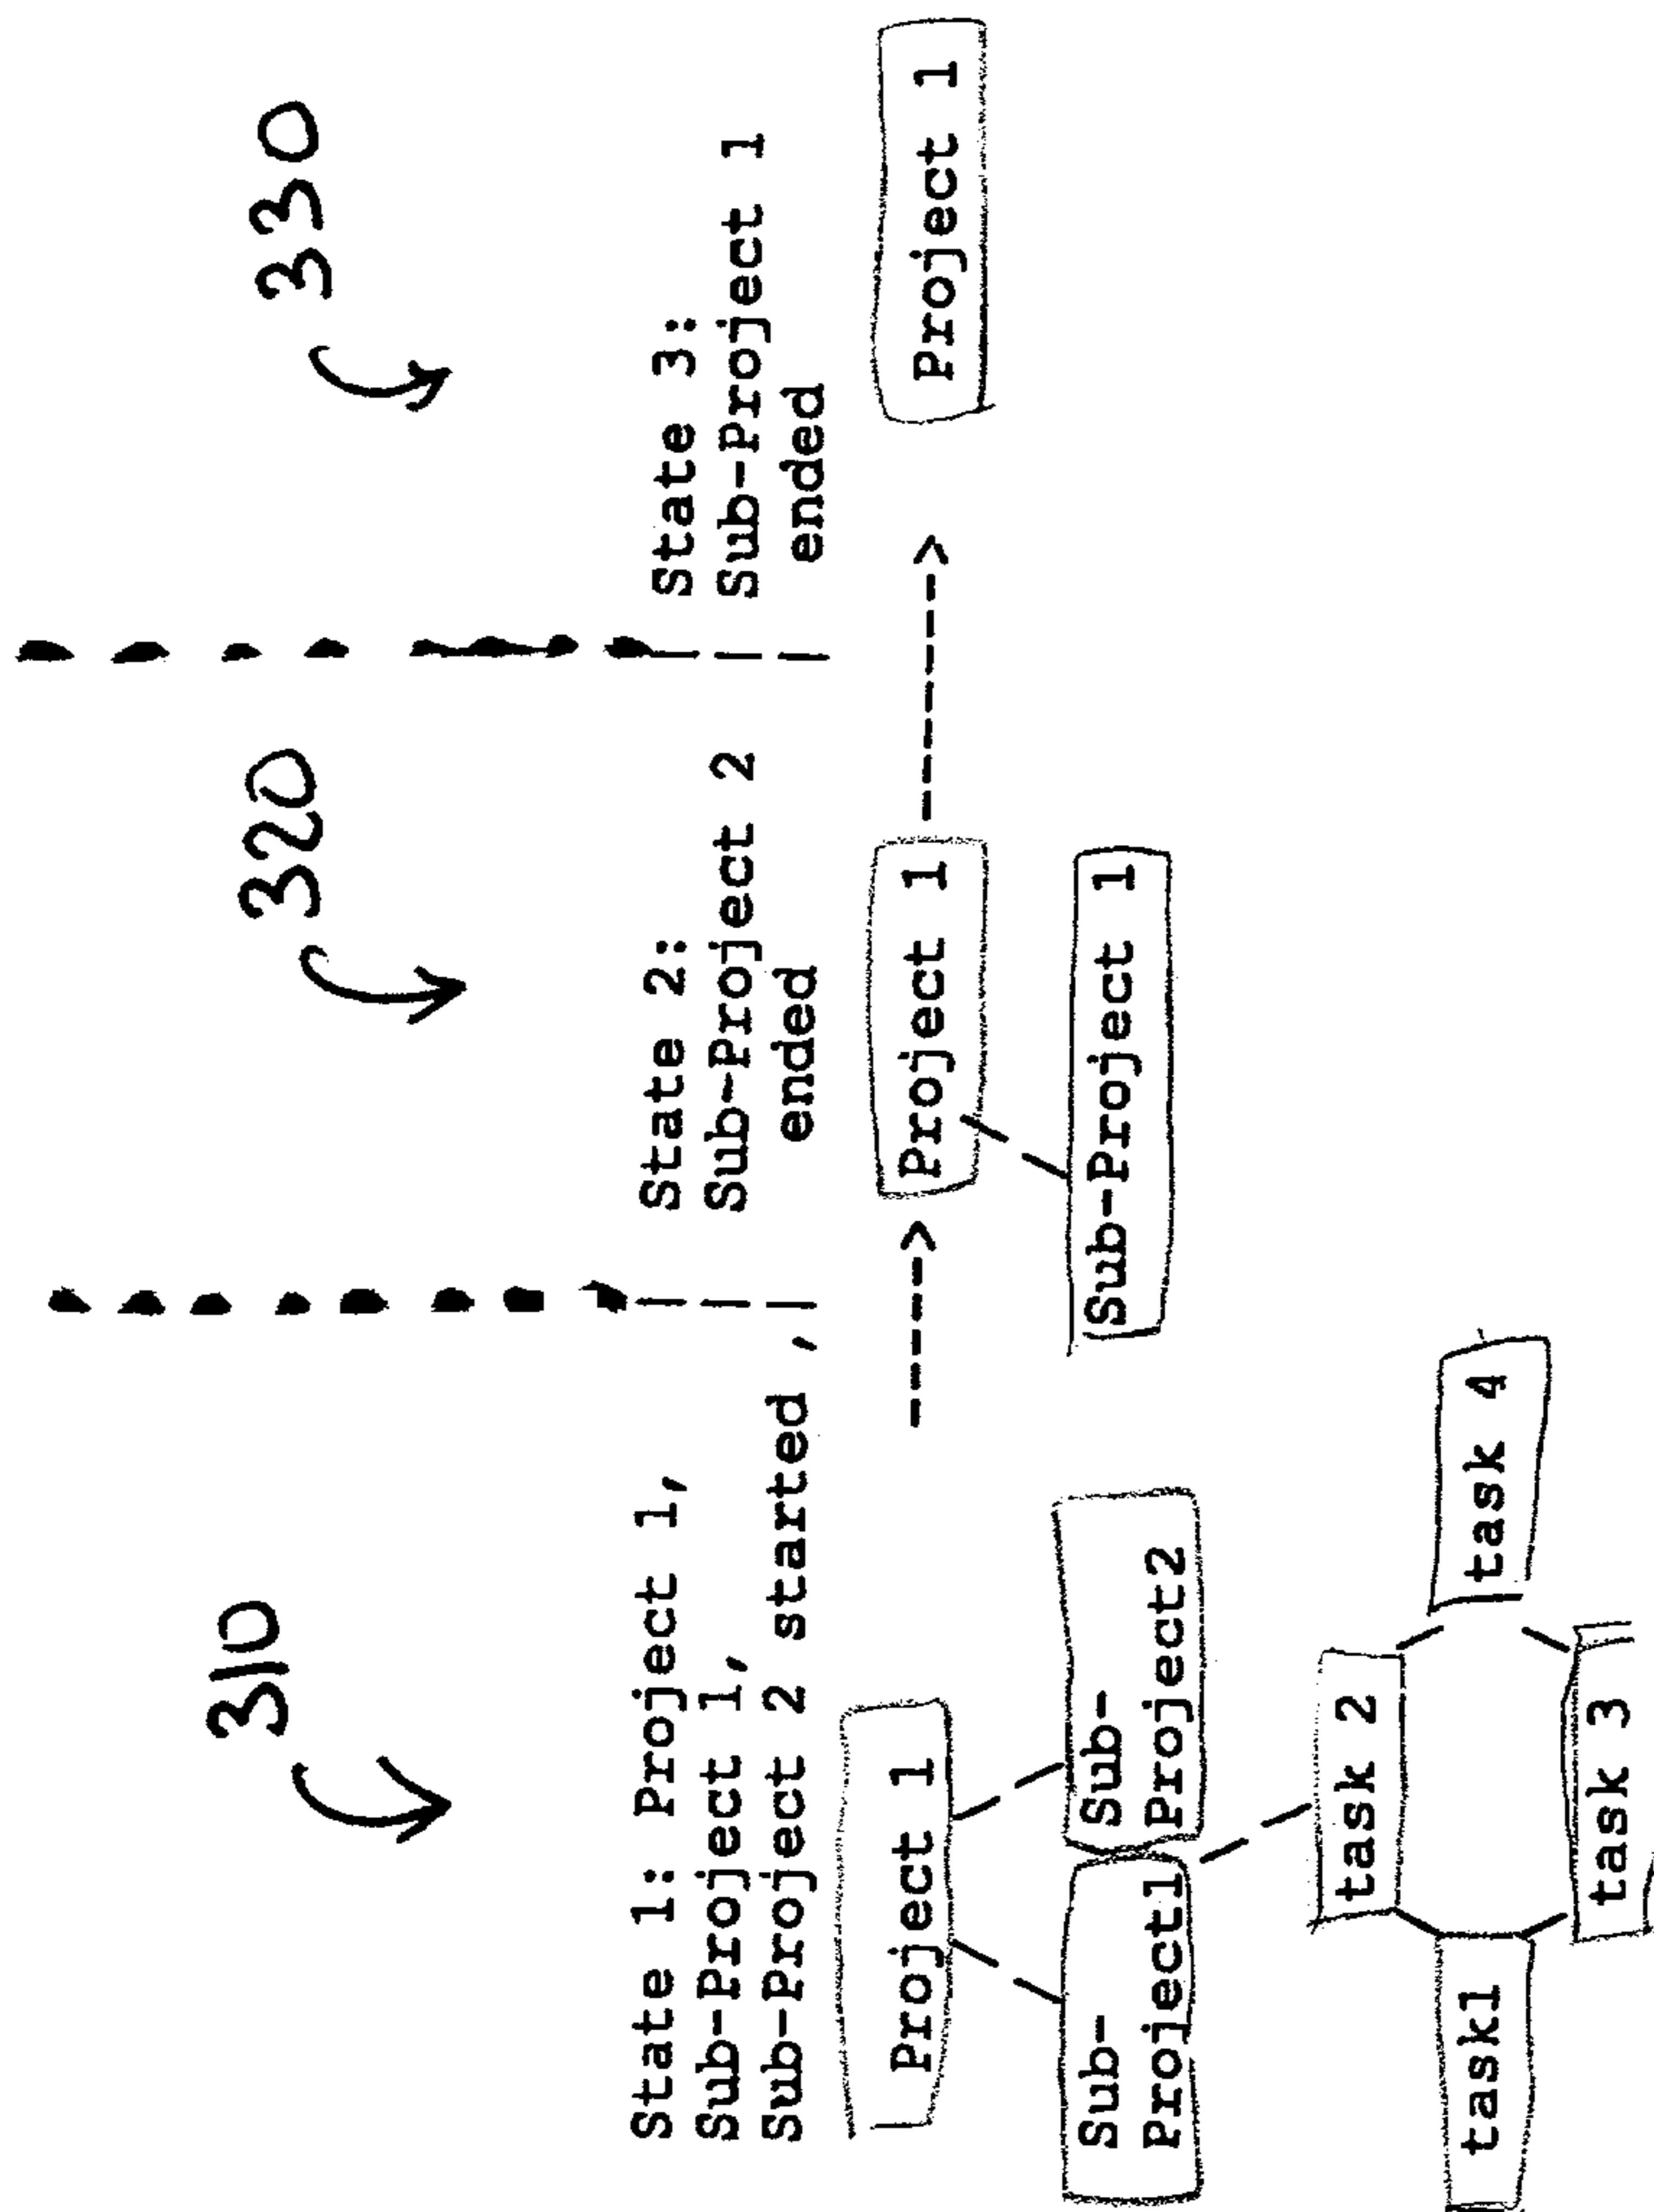 310
320
330
State 1: Project 1,
Sub-Project 1,
Sub-Project 2 started ,
State 2:
Sub-Project 2
ended
State 3:
Sub-Project 1
ended
Project 1
----->
Project 1
------->
Project 1
Sub-
Project1
Sub-
Project2
Sub-Project 1
task 2
task1
task 4
task 3